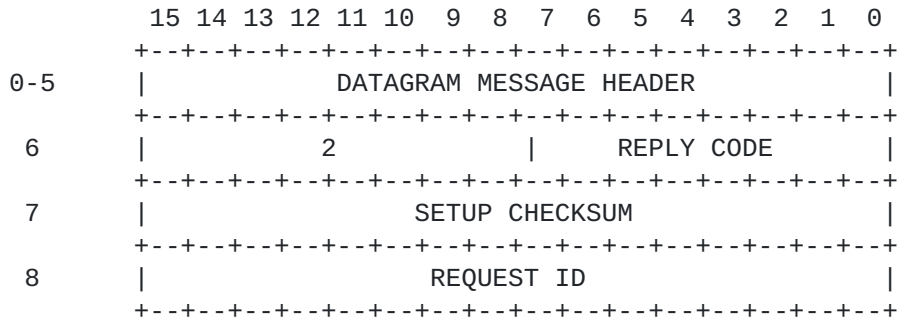 15 14 13 12 11 10 9 8 7 6 5 4 3 2 1 0
+--+--+--+--+--+--+--+--+--+--+--+--+--+--+--+--+
0-5 | DATAGRAM MESSAGE HEADER |
+--+--+--+--+--+--+--+--+--+--+--+--+--+--+--+--+
6 | 2 | REPLY CODE |
+--+--+--+--+--+--+--+--+--+--+--+--+--+--+--+--+
7 | SETUP CHECKSUM |
+--+--+--+--+--+--+--+--+--+--+--+--+--+--+--+--+
8 | REQUEST ID |
+--+--+--+--+--+--+--+--+--+--+--+--+--+--+--+--+